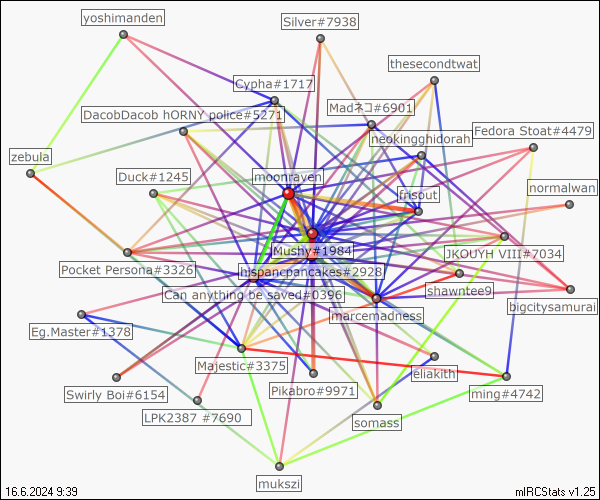 yoshimanden
Silver#7938
thesecondtwat
Cypha#1717
Madネコ#6901
DacobDacob hORNY police#5271
neokingghidorah
Fedora Stoat#4479
zebula
Duck#1245
moonraven
frisout
normalwan
Mushy#1984
JKOUYH VIII#7034
Pocket Persona#3326
hispancpancakes#2928
shawntee9
Can anything be saved#0396
bigcitysamurai
marcemadness
Eg.Master#1378
Majestic#3375
eliakith
Swirly Boi#6154
Pikabro#9971
ming#4742
LPK2387 #7690
somass
mukszi
16.6.2024 9:39
mIRCStats v1.25